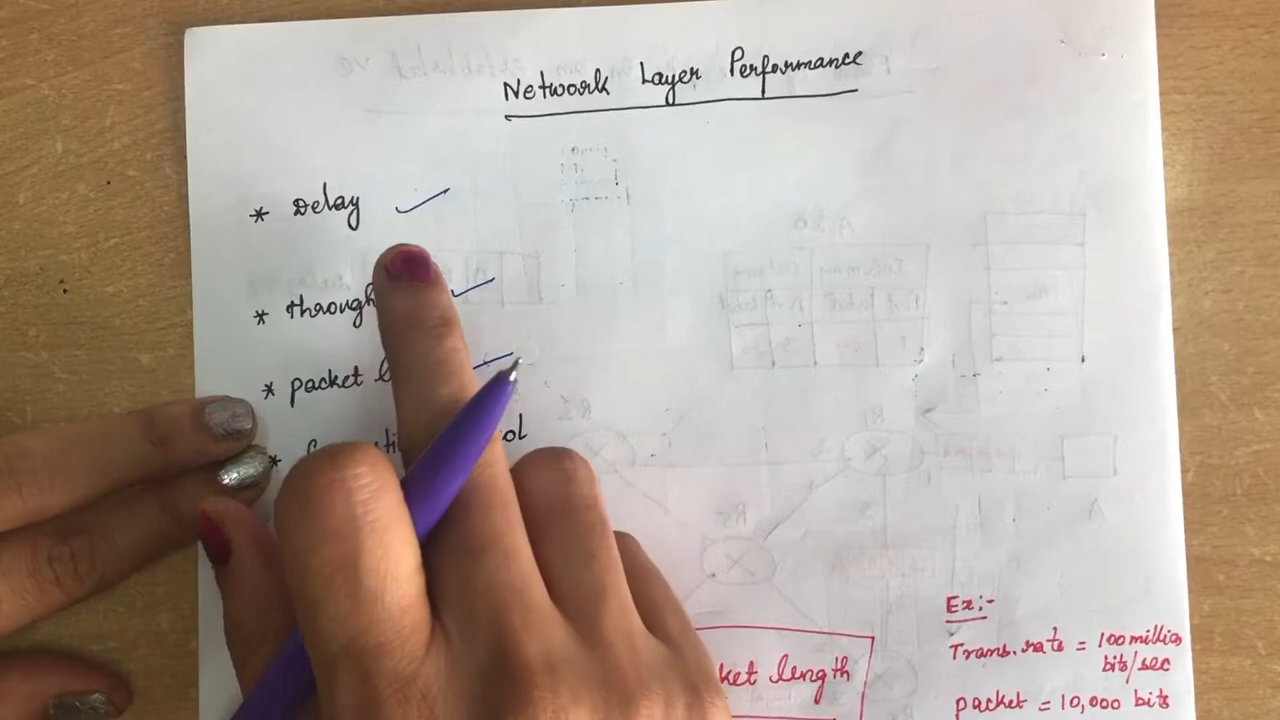 Network Layer Performance
* Delay ✓
* through ✓
* packet l ✓
* ol
ket length
Ex:-
Trans. rate = 100 million
bits/sec
packet = 10,000 bits